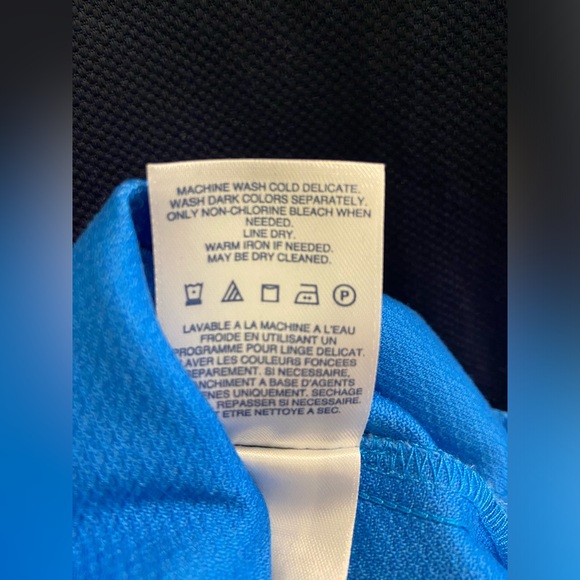 MACHINE WASH COLD DELICATE.
WASH DARK COLORS SEPARATELY.
ONLY NON-CHLORINE BLEACH WHEN
NEEDED.
LINE DRY.
WARM IRON IF NEEDED.
MAY BE DRY CLEANED.
P
LAVABLE A LA MACHINE A L'EAU
FROIDE EN UTILISANT UN
PROGRAMME POUR LINGE DELICAT.
LAVER LES COULEURS FONCEES
SEPAREMENT. SI NECESSAIRE,
A BASE D'AGENTS
UNIQUEMENT. SECHAGE
REPASSER SI NECESSAIRE.
ETRE NETTOYE A SEC.